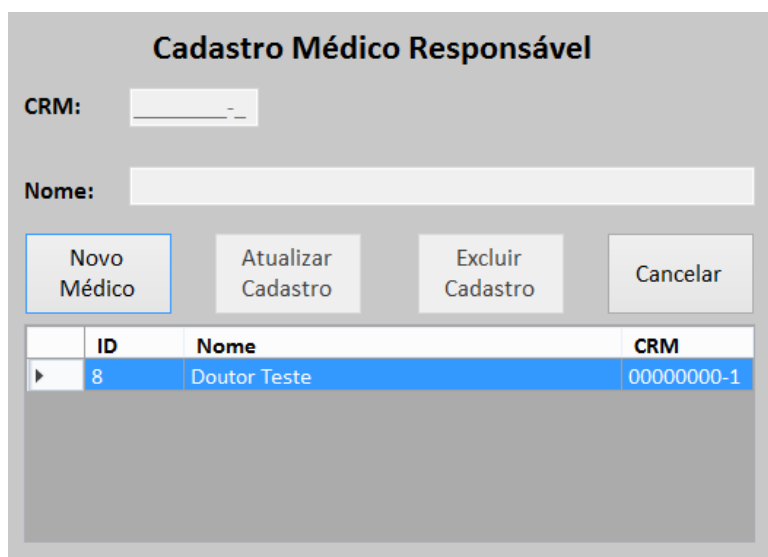 Cadastro Médico Responsável
CRM: ________-_
Nome:
Novo Médico
Atualizar Cadastro
Excluir Cadastro
Cancelar
ID Nome CRM
8 Doutor Teste 00000000-1